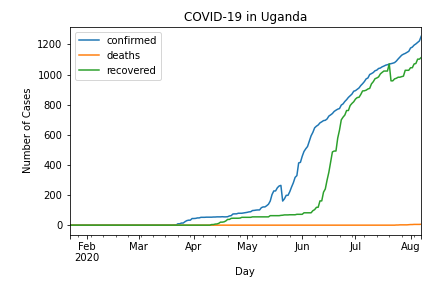 COVID-19 in Uganda
confirmed
deaths
recovered
Number of Cases
1200
1000
800
600
400
200
0
Feb Mar Apr May Jun Jul Aug
2020
Day